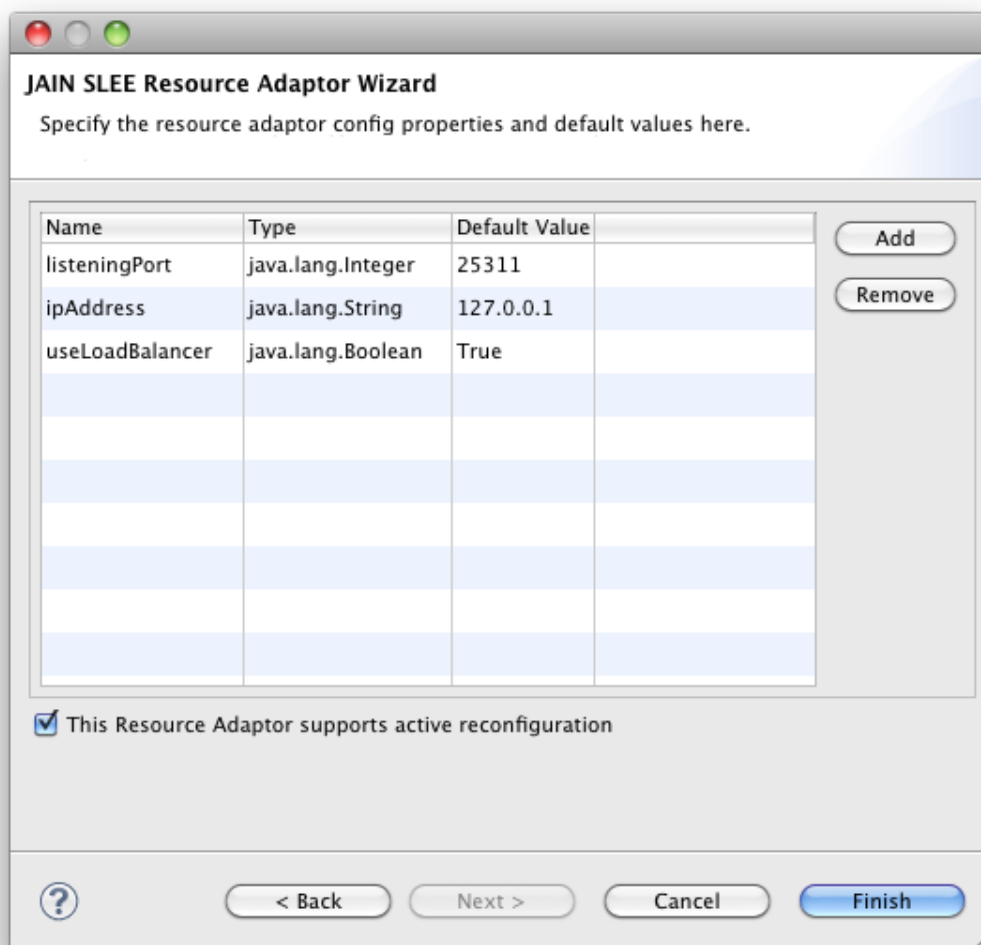 JAIN SLEE Resource Adaptor Wizard
Specify the resource adaptor config properties and default values here.
Name Type Default Value
Add
listeningPort java.lang.Integer 25311
Remove
ipAddress java.lang.String 127.0.0.1
useLoadBalancer java.lang.Boolean True
This Resource Adaptor supports active reconfiguration
? < Back Next > Cancel Finish